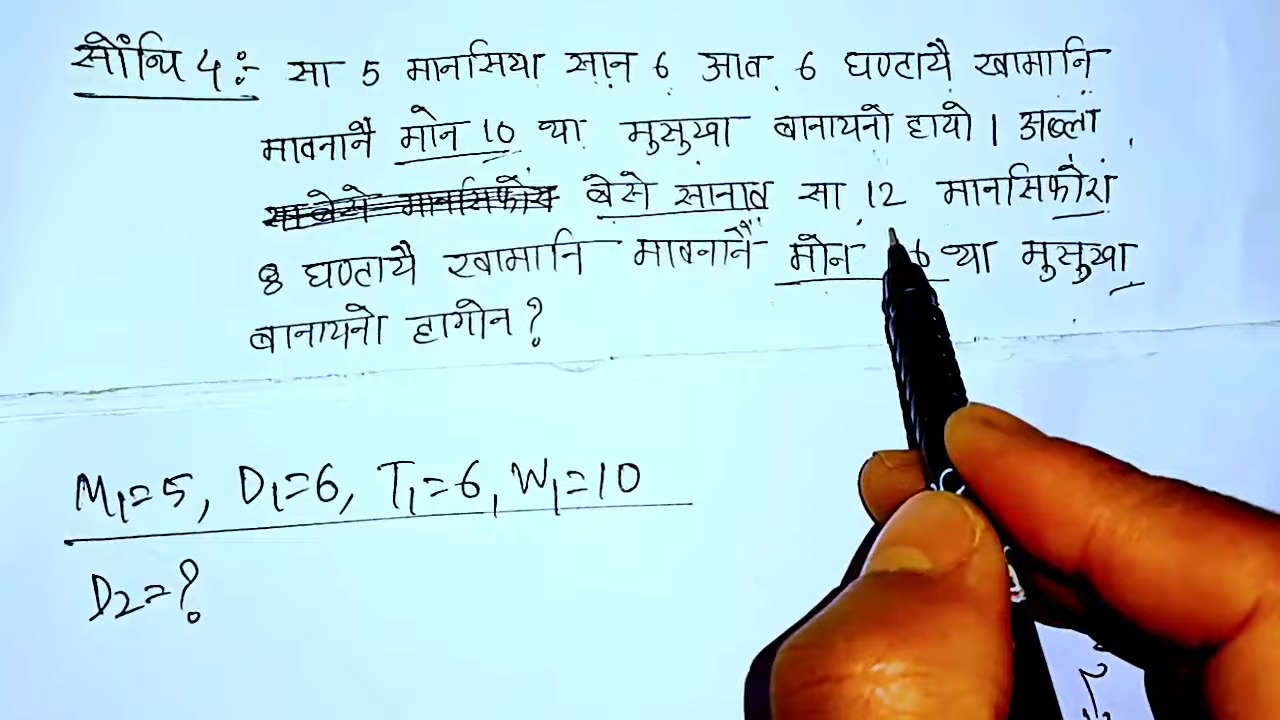 सोंथि 4:- सा 5 मानसिया सान 6 आव 6 घण्टायै खामानि
मावनानै मोन 10 थ्या मुसुखा बानायनो हायो। अब्ला
बेसे सानाव सा 12 मानसिफोरा
8 घण्टायै खामानि मावनानै मोन 6 थ्या मुसुखा
बानायनो हागोन?
M₁=5, D₁=6, T₁=6, W₁=10
D₂=?